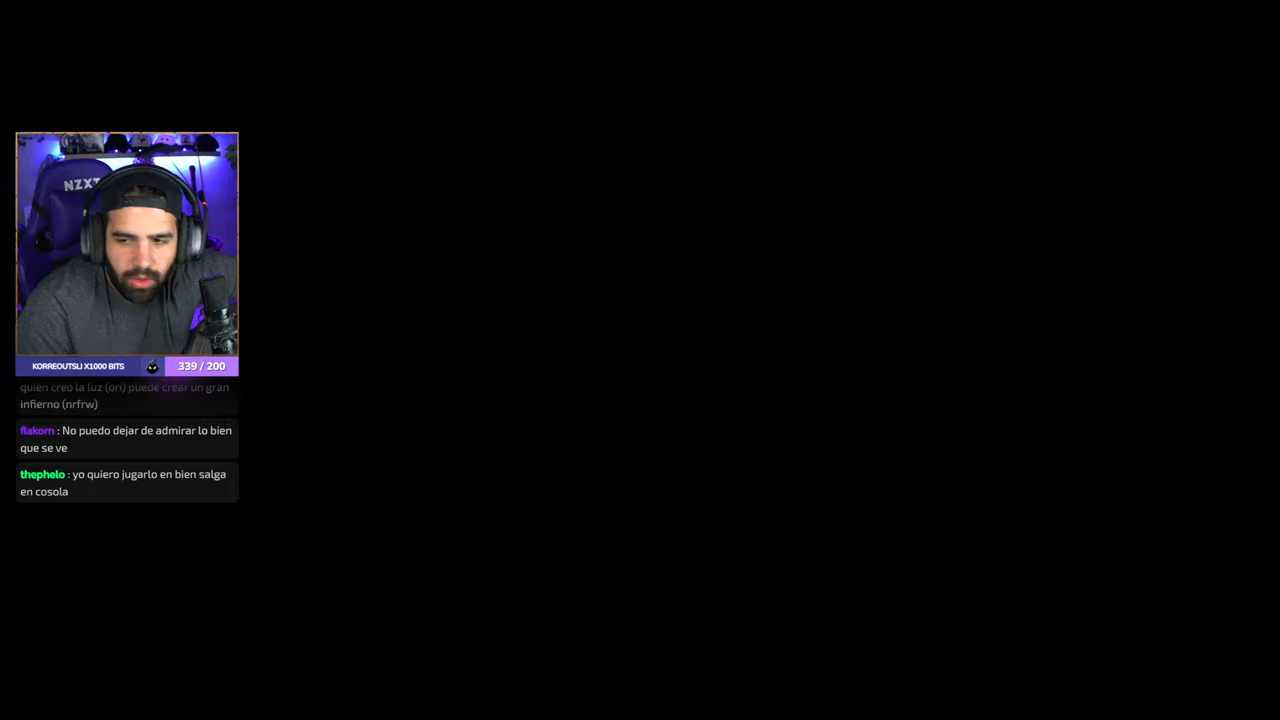 NZXT
KORREOUTSLI X1000 BITS
339 / 200
quien creo la luz (ori) puede crear un gran
infierno (nrfrw)
flakorn : No puedo dejar de admirar lo bien
que se ve
thephelo : yo quiero jugarlo en bien salga
en cosola